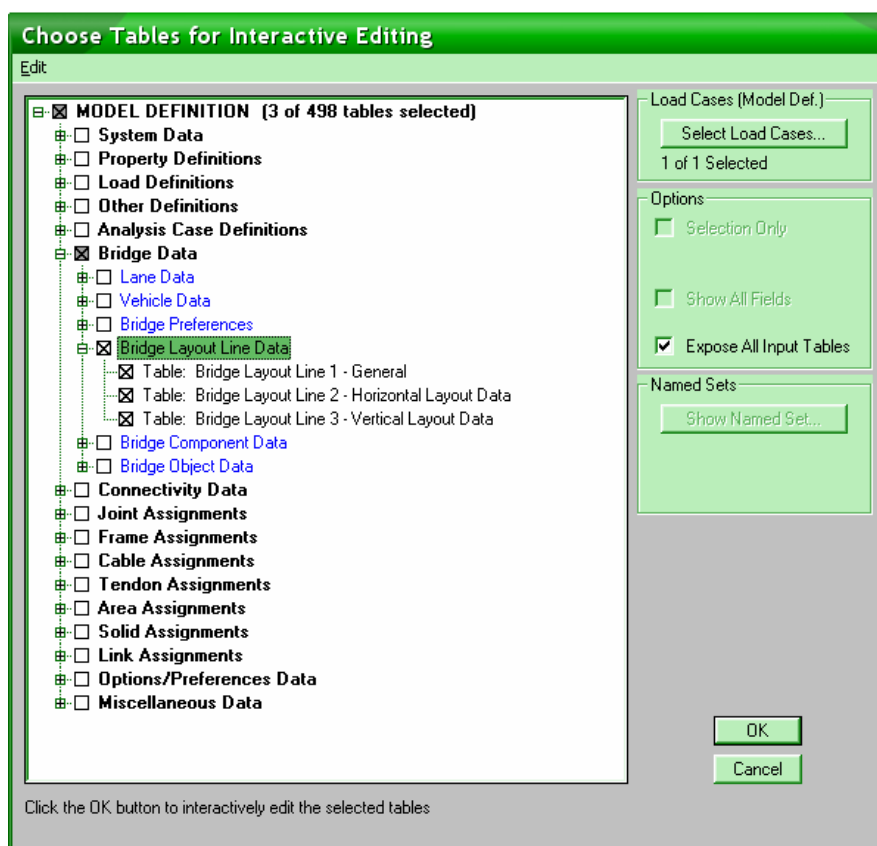 Choose Tables for Interactive Editing
Edit
MODEL DEFINITION (3 of 498 tables selected)
System Data
Property Definitions
Load Definitions
Other Definitions
Analysis Case Definitions
Bridge Data
Lane Data
Vehicle Data
Bridge Preferences
Bridge Layout Line Data
Table: Bridge Layout Line 1 - General
Table: Bridge Layout Line 2 - Horizontal Layout Data
Table: Bridge Layout Line 3 - Vertical Layout Data
Bridge Component Data
Bridge Object Data
Connectivity Data
Joint Assignments
Frame Assignments
Cable Assignments
Tendon Assignments
Area Assignments
Solid Assignments
Link Assignments
Options/Preferences Data
Miscellaneous Data
Load Cases (Model Def.)
Select Load Cases...
1 of 1 Selected
Options
Selection Only
Show All Fields
Expose All Input Tables
Named Sets
Show Named Set...
OK
Cancel
Click the OK button to interactively edit the selected tables